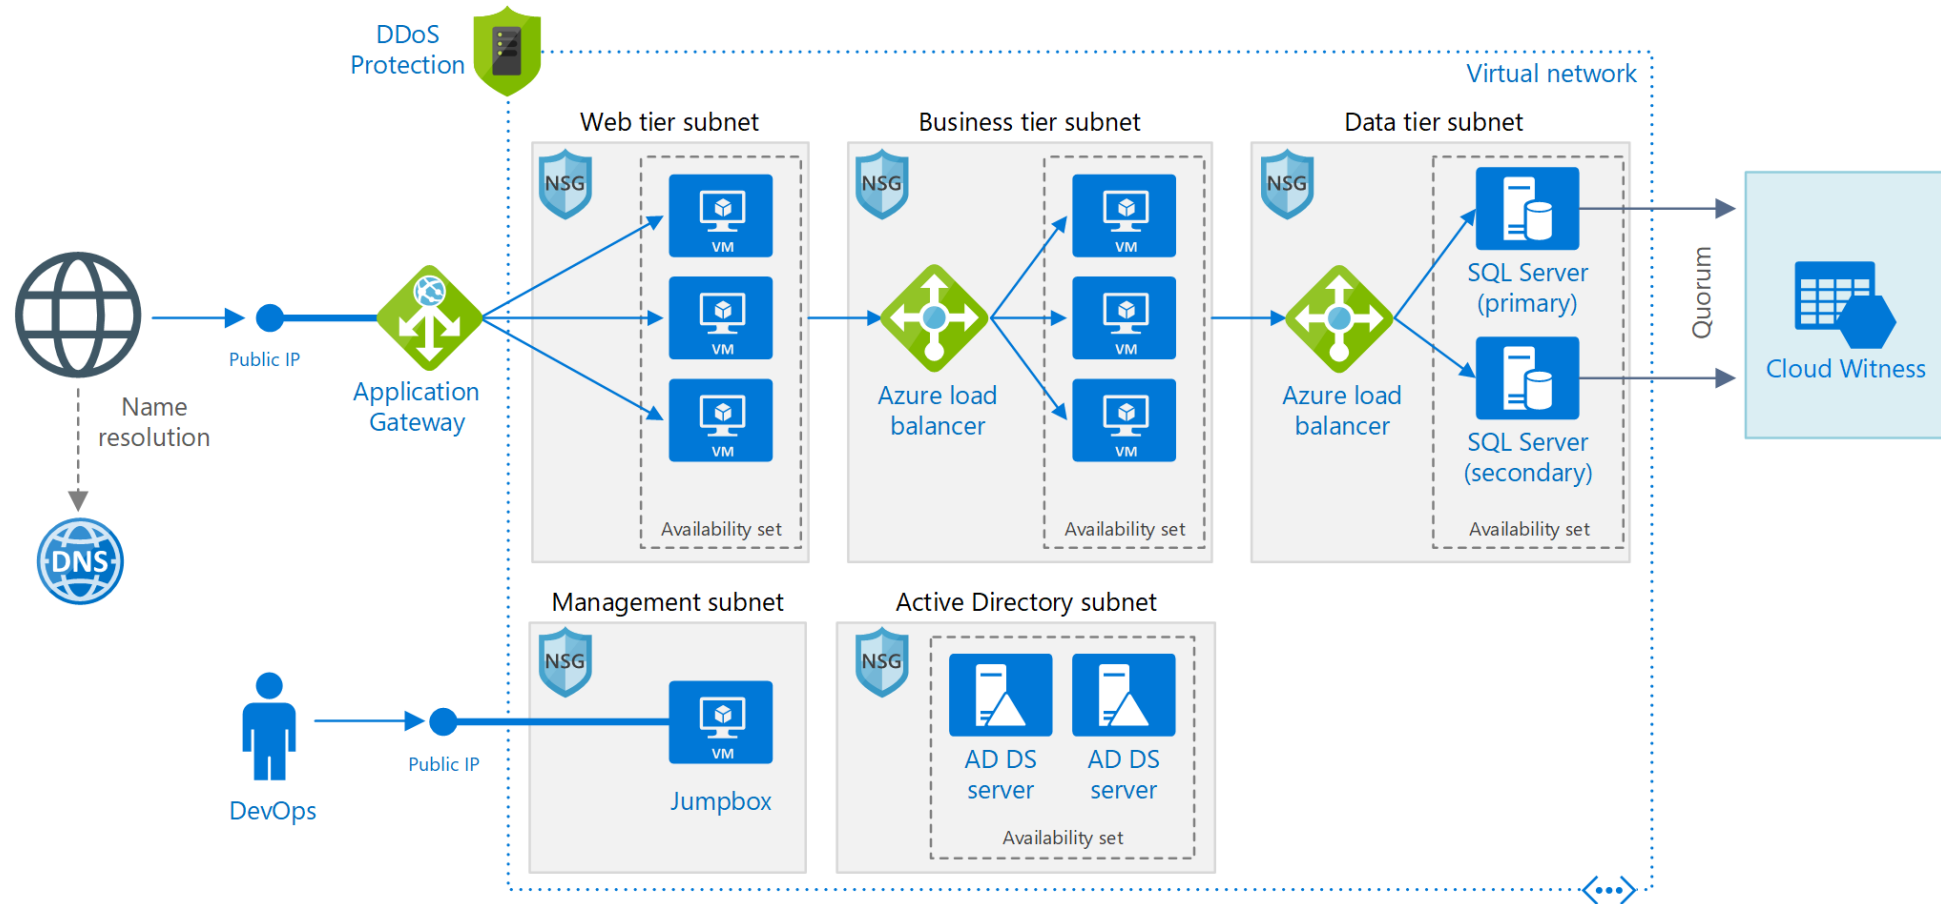 DDoS
Protection
Virtual network
Web tier subnet
Business tier subnet
Data tier subnet
NSG
NSG
NSG
VM
VM
VM
VM
VM
VM
SQL Server
(primary)
SQL Server
(secondary)
Quorum
Cloud Witness
Public IP
Application
Gateway
Azure load
balancer
Azure load
balancer
Name
resolution
DNS
Availability set
Availability set
Availability set
Management subnet
Active Directory subnet
NSG
NSG
VM
Jumpbox
AD DS
server
AD DS
server
Availability set
Public IP
DevOps